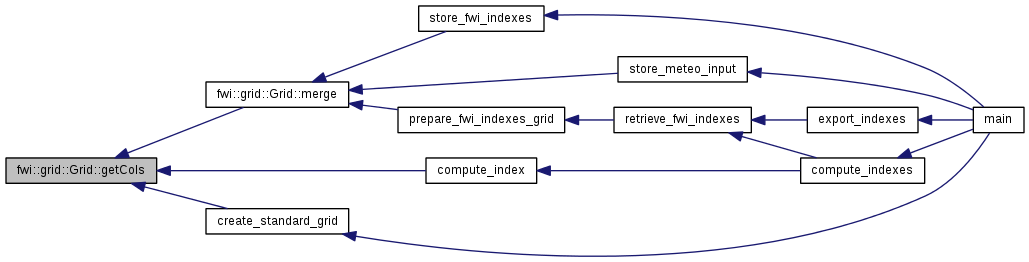 store_fwi_indexes
store_meteo_input
fwi::grid::Grid::merge
prepare_fwi_indexes_grid
retrieve_fwi_indexes
export_indexes
main
fwi::grid::Grid::getCols
compute_index
compute_indexes
create_standard_grid